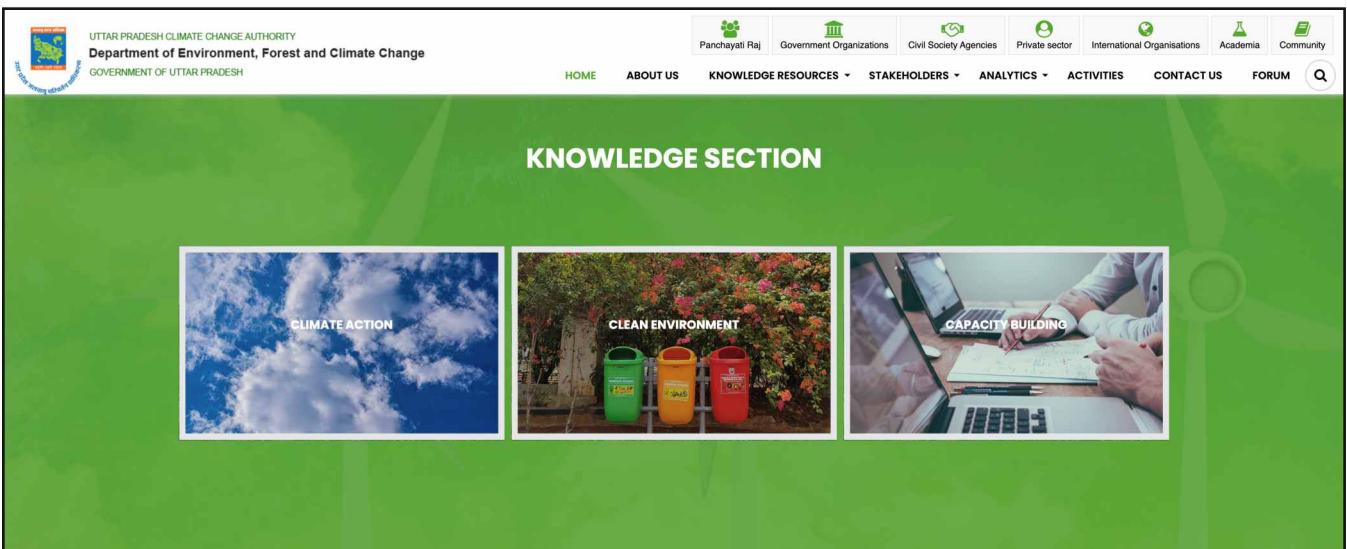 UTTAR PRADESH CLIMATE CHANGE AUTHORITY
Department of Environment, Forest and Climate Change
GOVERNMENT OF UTTAR PRADESH
Panchayati Raj
Government Organizations
Civil Society Agencies
Private sector
International Organisations
Academia
Community
HOME
ABOUT US
KNOWLEDGE RESOURCES
STAKEHOLDERS
ANALYTICS
ACTIVITIES
CONTACT US
FORUM
KNOWLEDGE SECTION
CLIMATE ACTION
CLEAN ENVIRONMENT
CAPACITY BUILDING